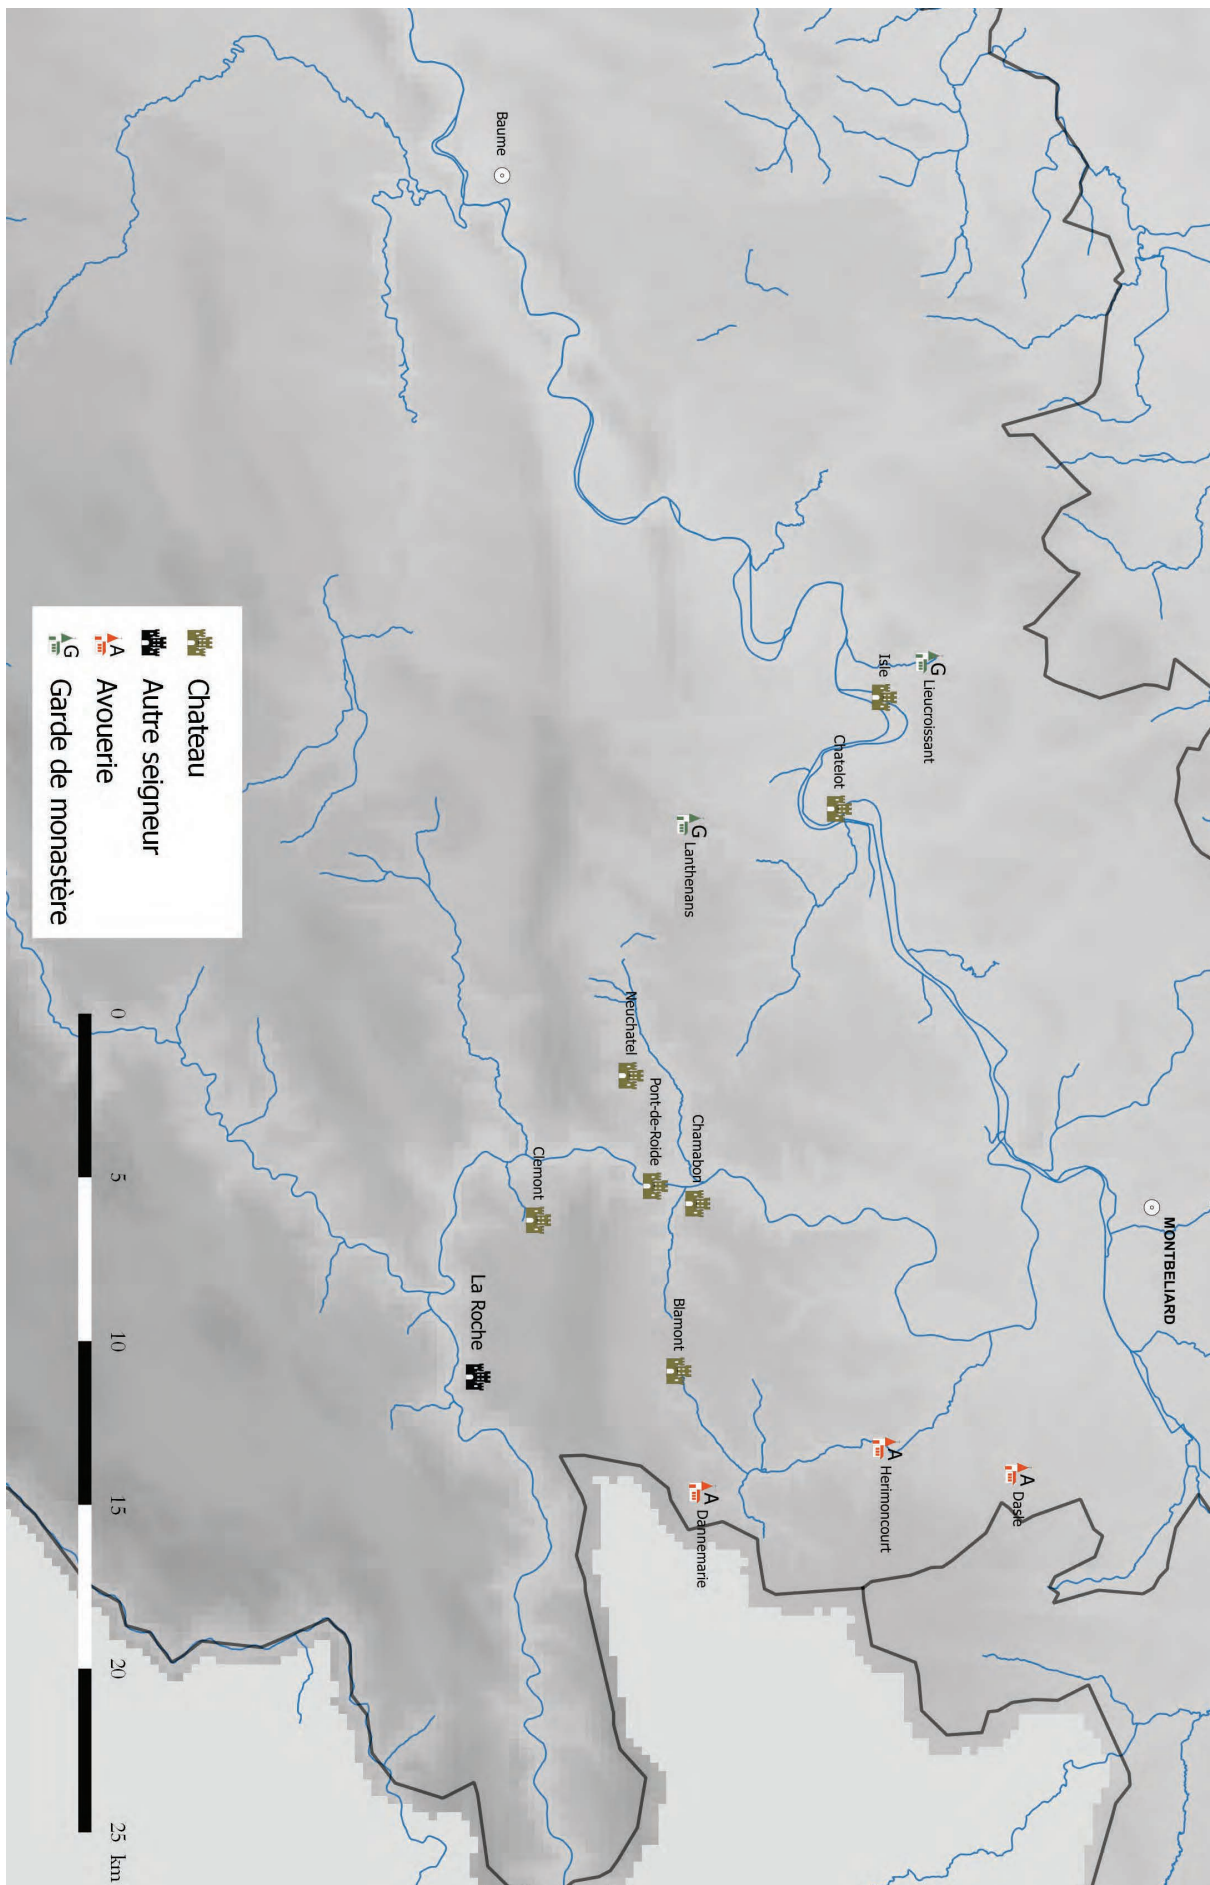 MONTBELIARD
A Dasle
G Lieucroissant
Isle
A Herimoncourt
Chatelot
G Lanthenans
Chamabon
A Dannemarie
Blamont
Pont-de-Roide
Neuchatel
Clemont
Baume
La Roche
Chateau
Autre seigneur
A Avouerie
G Garde de monastère
0 5 10 15 20 25 km